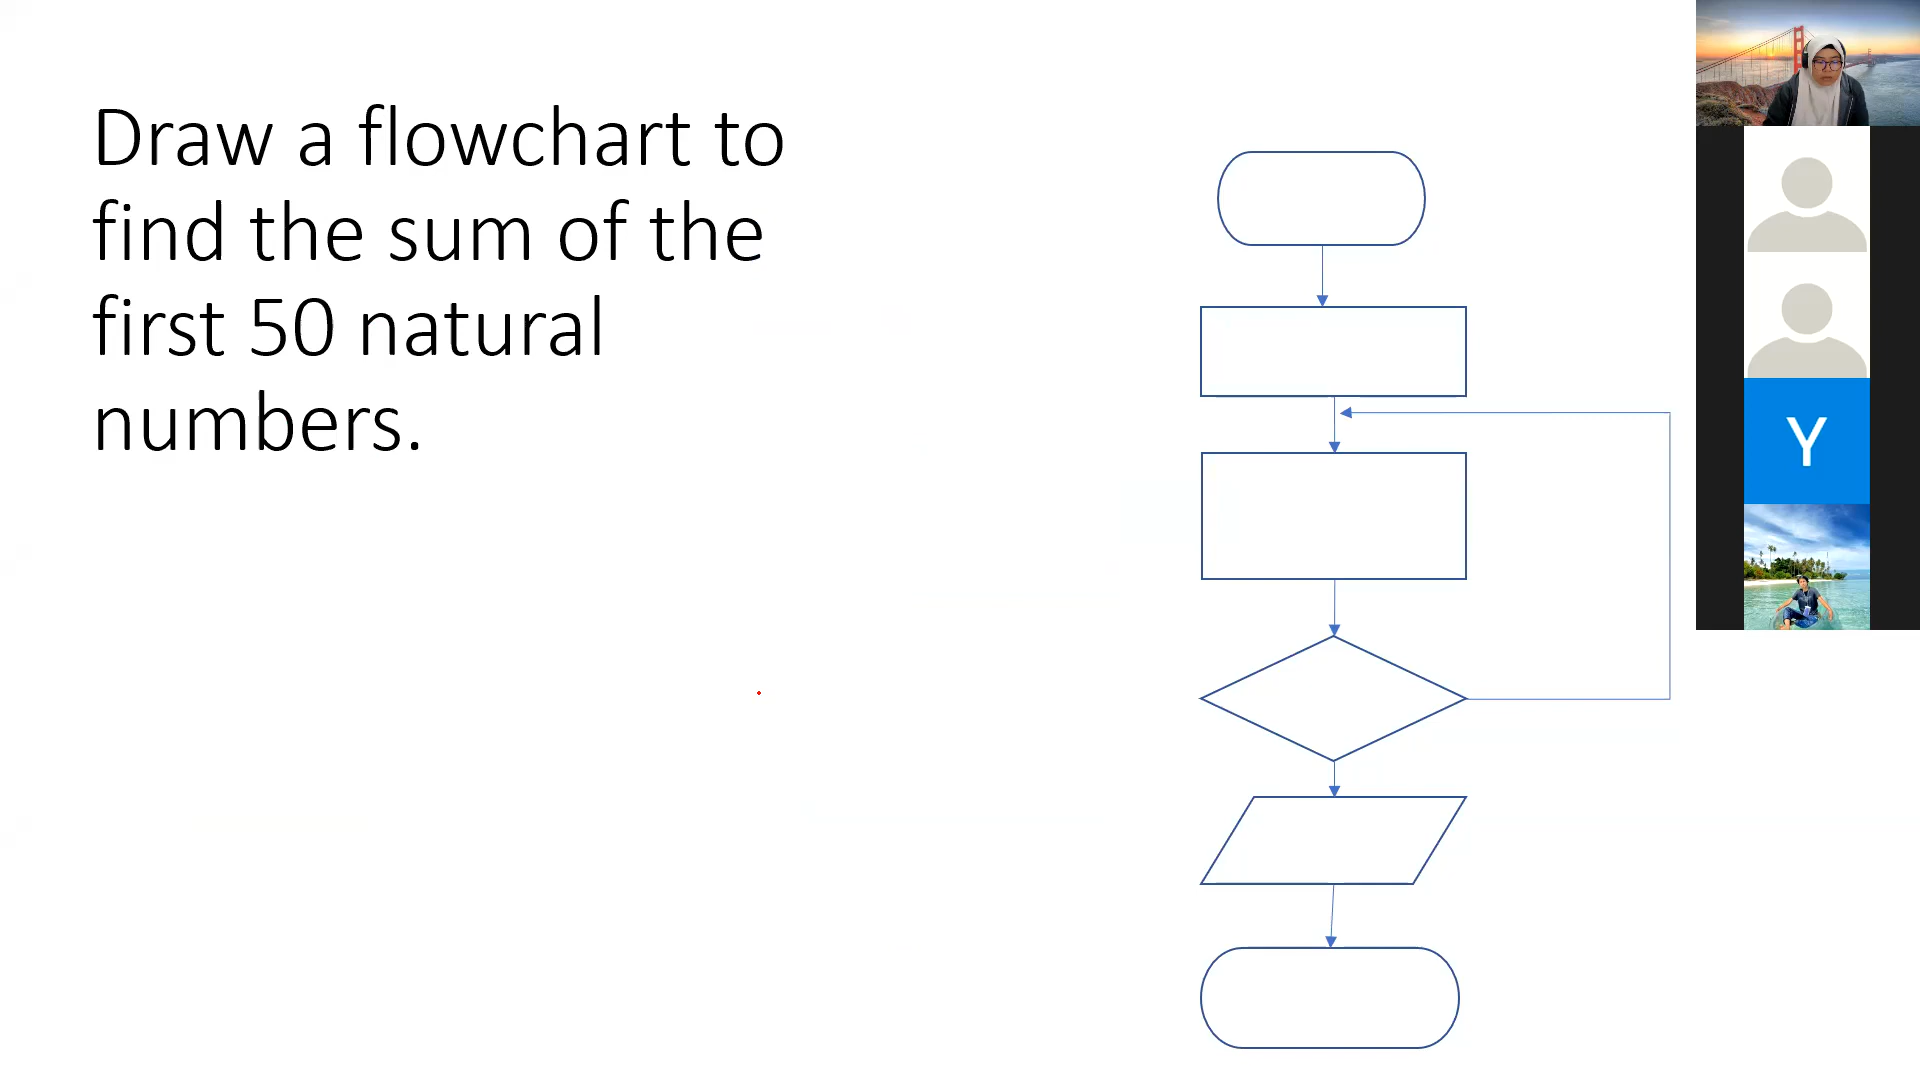 Draw a flowchart to
find the sum of the
first 50 natural
numbers.
Y